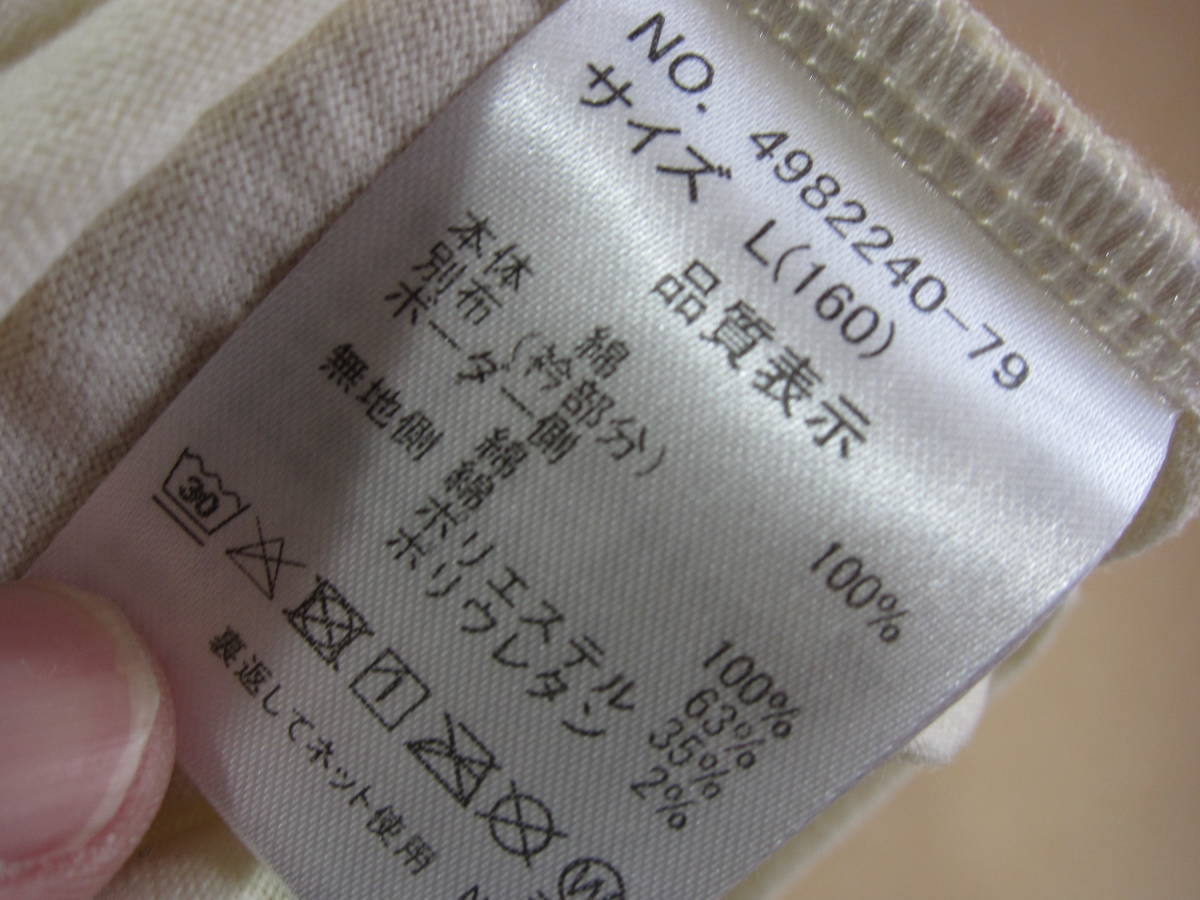 NO. 4982240-79
サイズ L(160)
品質表示
本体 綿 100%
別布 (衿部分)
ボーダー側 綿 100%
無地側 綿 63%
ポリエステル 35%
ポリウレタン 2%
30
裏返してネット使用